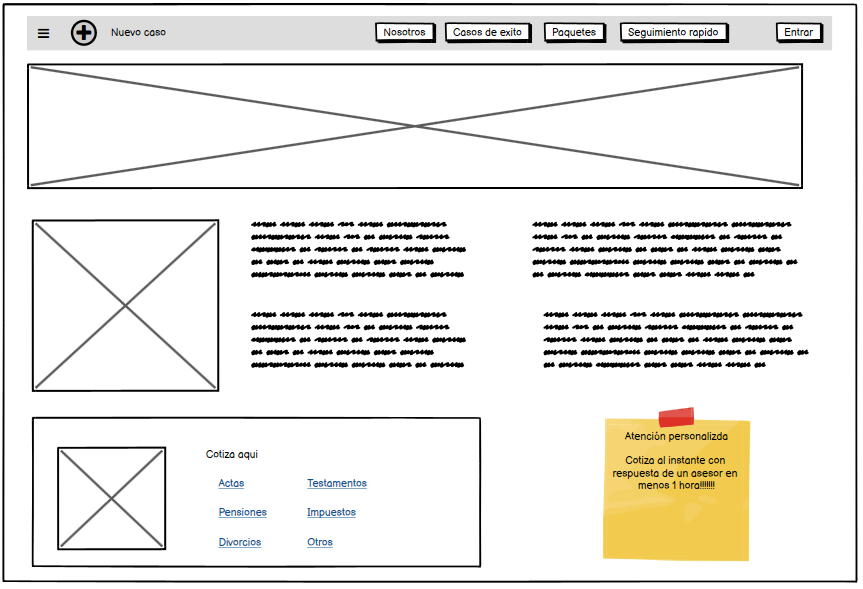 Nuevo caso
Nosotros
Casos de exito
Paquetes
Seguimiento rapido
Entrar
Cotiza aqui
Actas
Testamentos
Pensiones
Impuestos
Divorcios
Otros
Atención personalizda
Cotiza al instante con
respuesta de un asesor en
menos 1 hora!!!!!!!